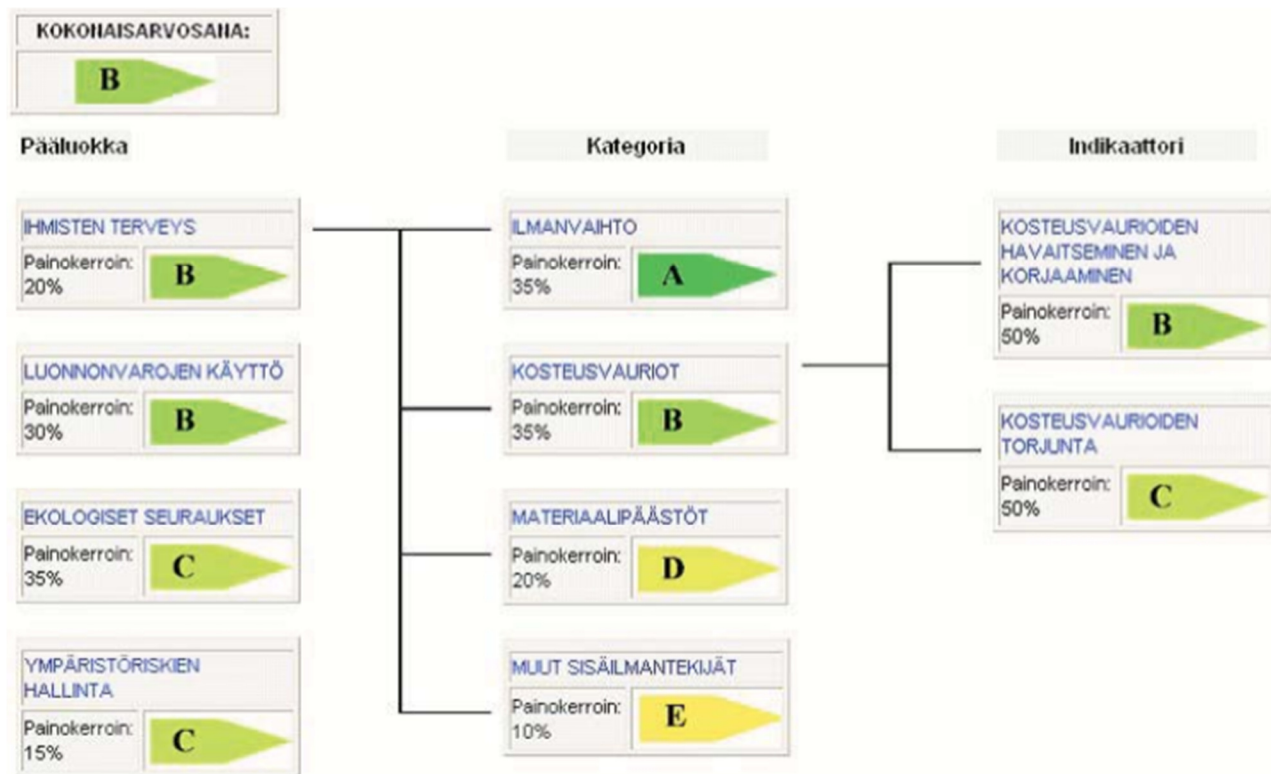 KOKONAISARVOSANA:
B
Pääluokka
Kategoria
Indikaattori
IHMISTEN TERVEYS
Painokerroin:
20%
B
LUONNONVAROJEN KÄYTTÖ
Painokerroin:
30%
B
EKOLOGISET SEURAUKSET
Painokerroin:
35%
C
YMPÄRISTÖRISKIEN
HALLINTA
Painokerroin:
15%
C
ILMANVAIHTO
Painokerroin:
35%
A
KOSTEUSVAURIOT
Painokerroin:
35%
B
MATERIAALIPÄÄSTÖT
Painokerroin:
20%
D
MUUT SISÄILMANTEKIJÄT
Painokerroin:
10%
E
KOSTEUSVAURIOIDEN
HAVAITSEMINEN JA
KORJAAMINEN
Painokerroin:
50%
B
KOSTEUSVAURIOIDEN
TORJUNTA
Painokerroin:
50%
C